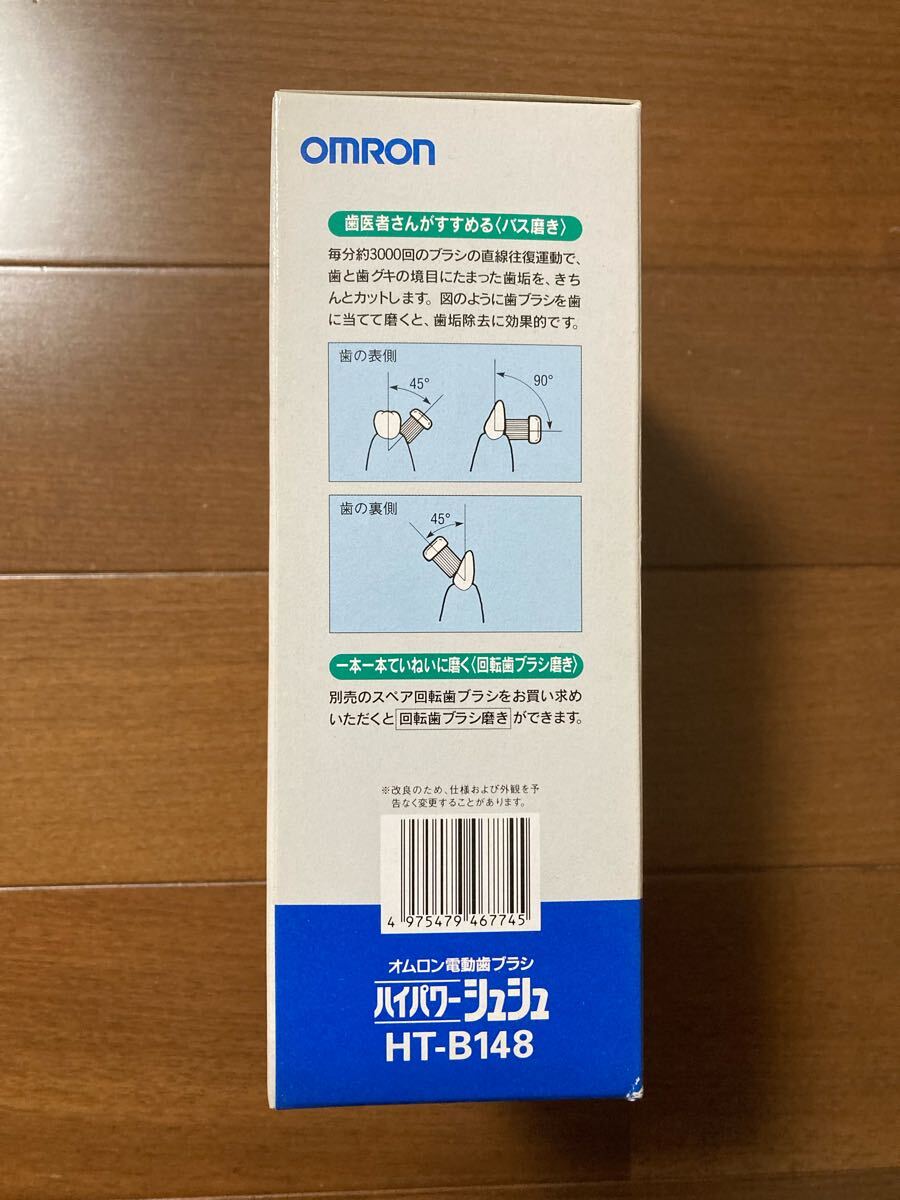 OMRON
歯医者さんがすすめる〈バス磨き〉
毎分約3000回のブラシの直線往復運動で、
歯と歯グキの境目にたまった歯垢を、きち
んとカットします。図のように歯ブラシを歯
に当てて磨くと、歯垢除去に効果的です。
歯の表側
45°
90°
歯の裏側
45°
一本一本ていねいに磨く〈回転歯ブラシ磨き〉
別売のスペア回転歯ブラシをお買い求め
いただくと回転歯ブラシ磨きができます。
※改良のため、仕様および外観を予
告なく変更することがあります。
4 975479 467745
オムロン電動歯ブラシ
ハイパワーシュシュ
HT-B148